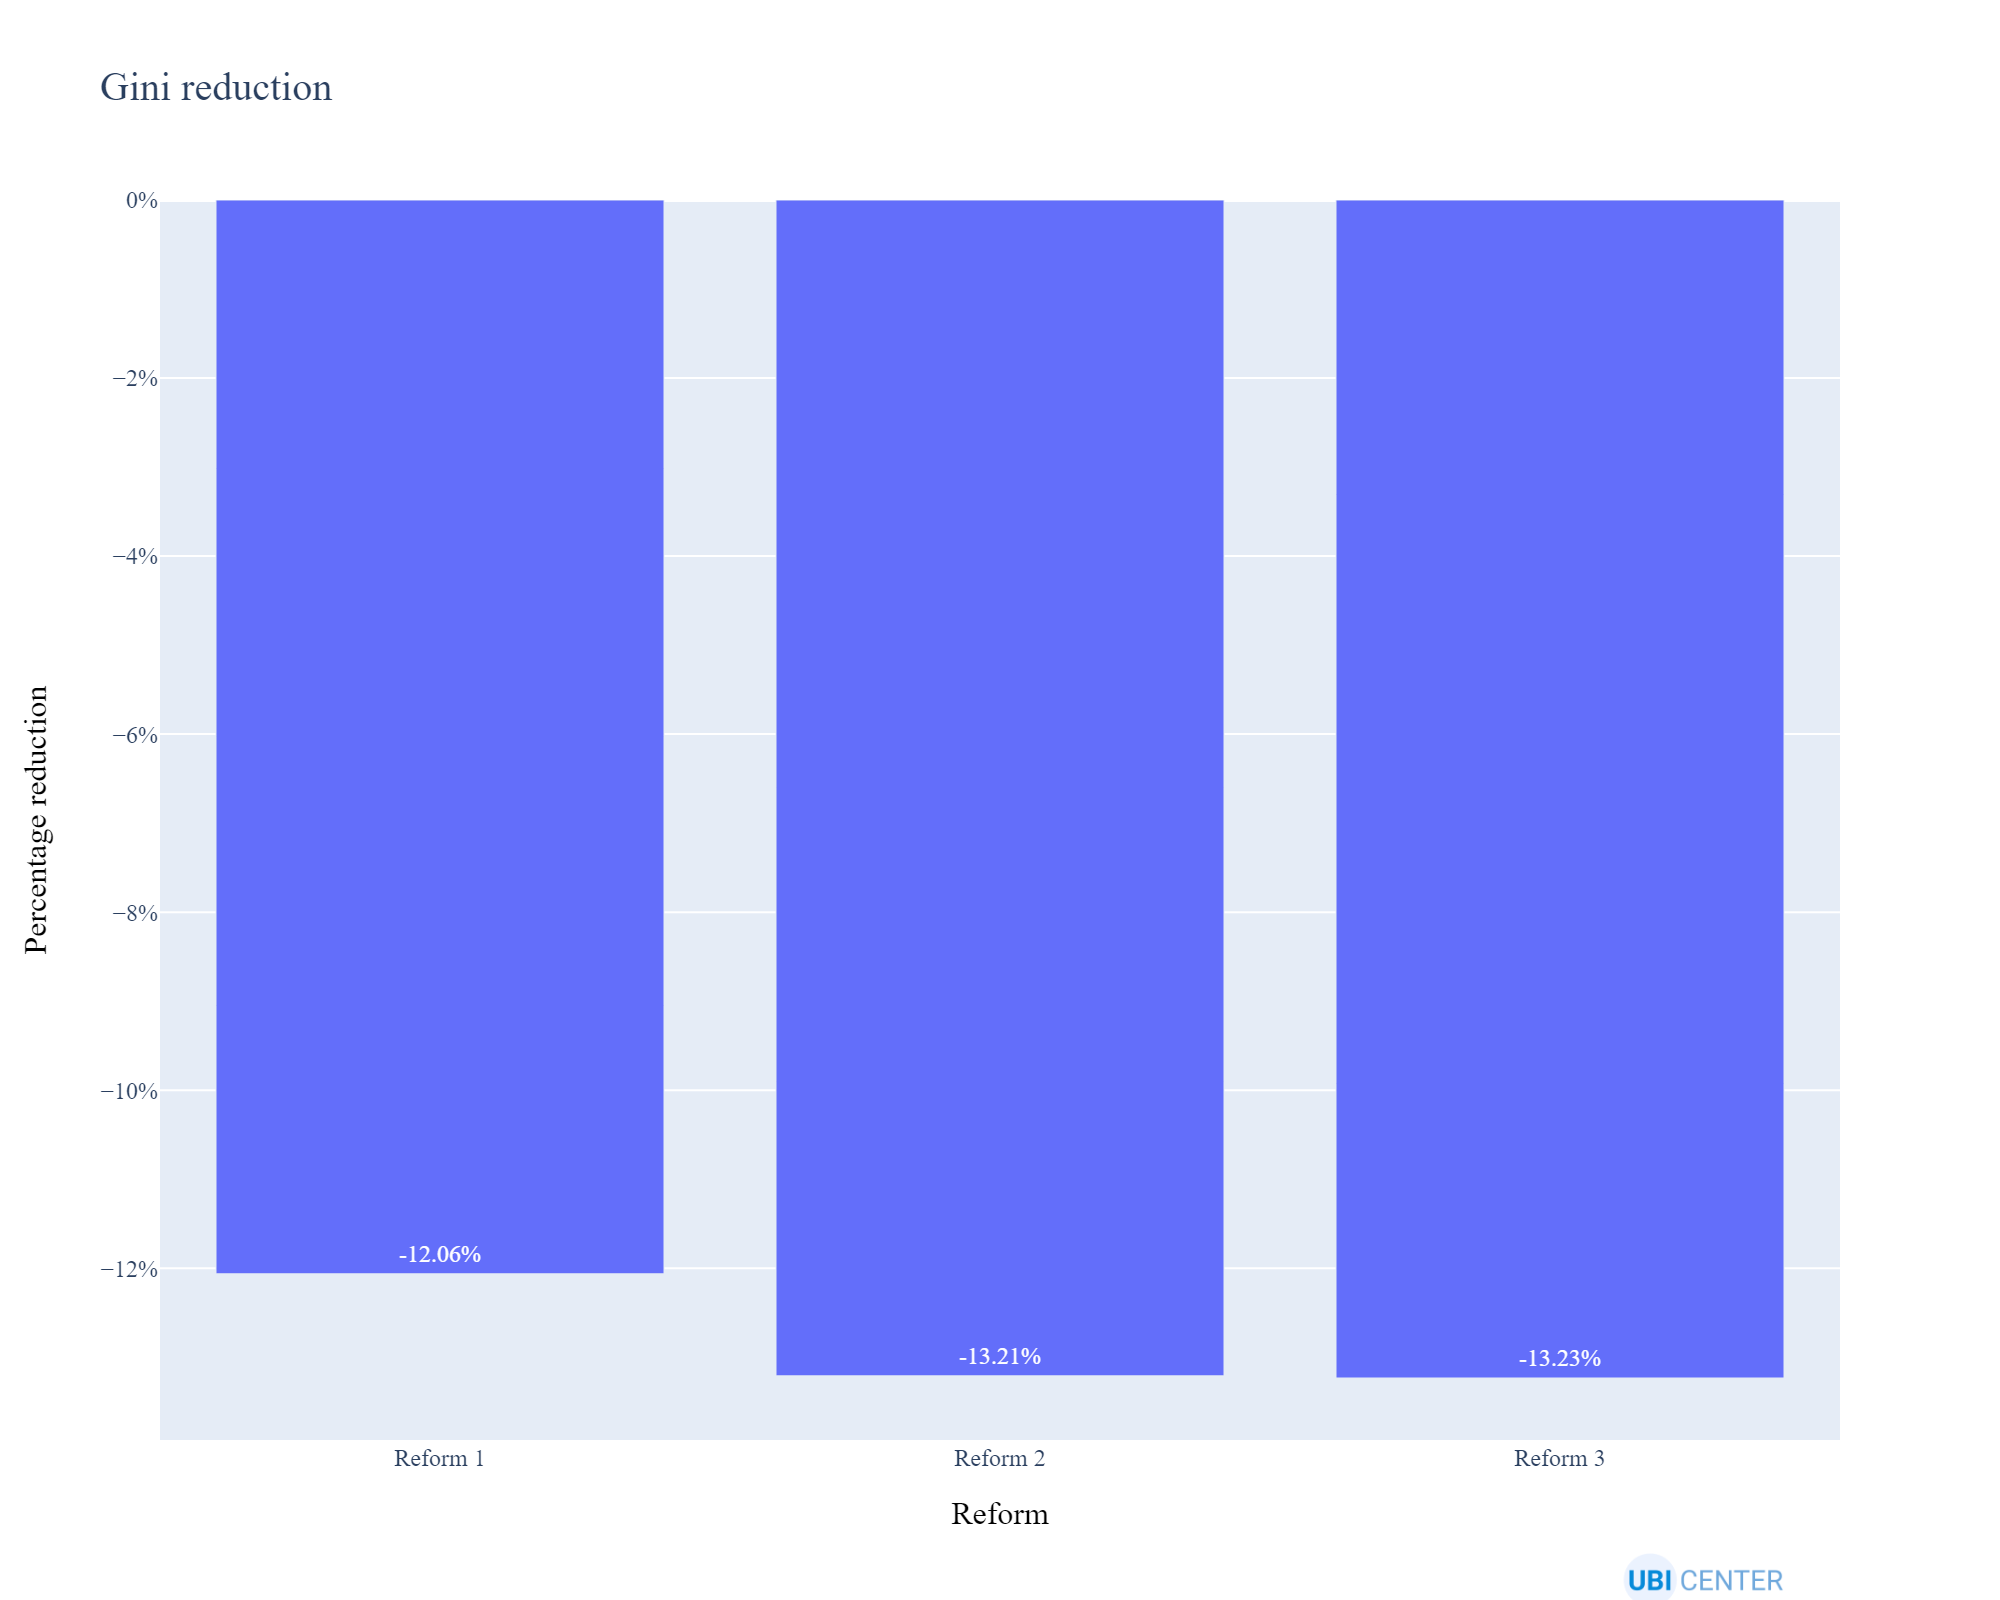 Gini reduction
0%
−2%
−4%
−6%
−8%
−10%
−12%
Percentage reduction
-12.06%
-13.21%
-13.23%
Reform 1
Reform 2
Reform 3
Reform
UBI CENTER